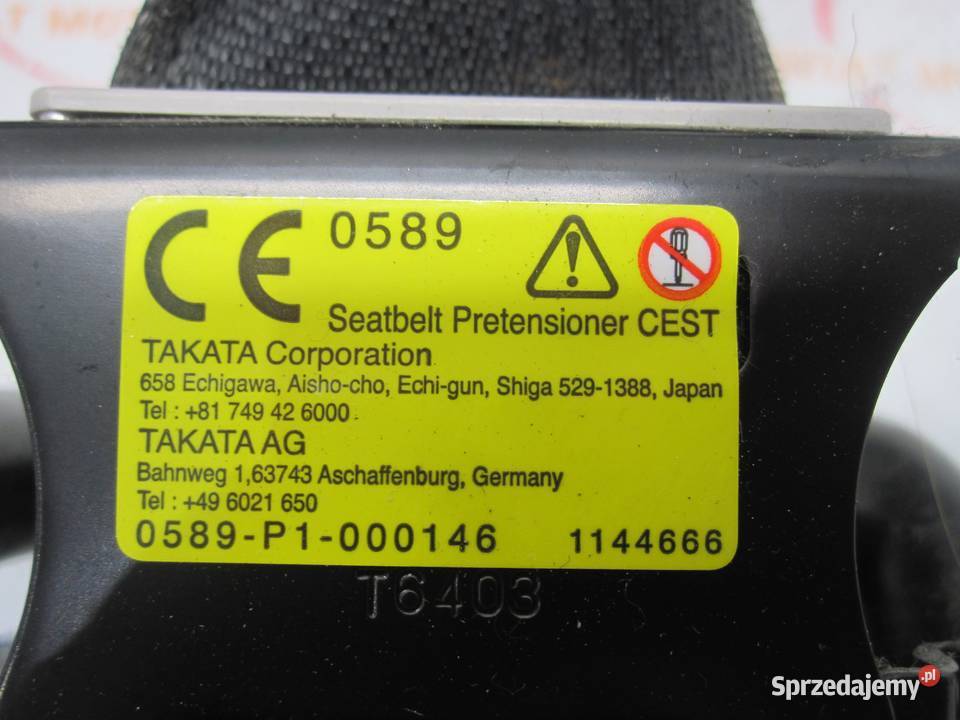 CE 0589
Seatbelt Pretensioner CEST
TAKATA Corporation
658 Echigawa, Aisho-cho, Echi-gun, Shiga 529-1388, Japan
Tel : +81 749 42 6000
TAKATA AG
Bahnweg 1,63743 Aschaffenburg, Germany
Tel : +49 6021 650
0589-P1-000146 1144666
T6403
Sprzedajemy.pl